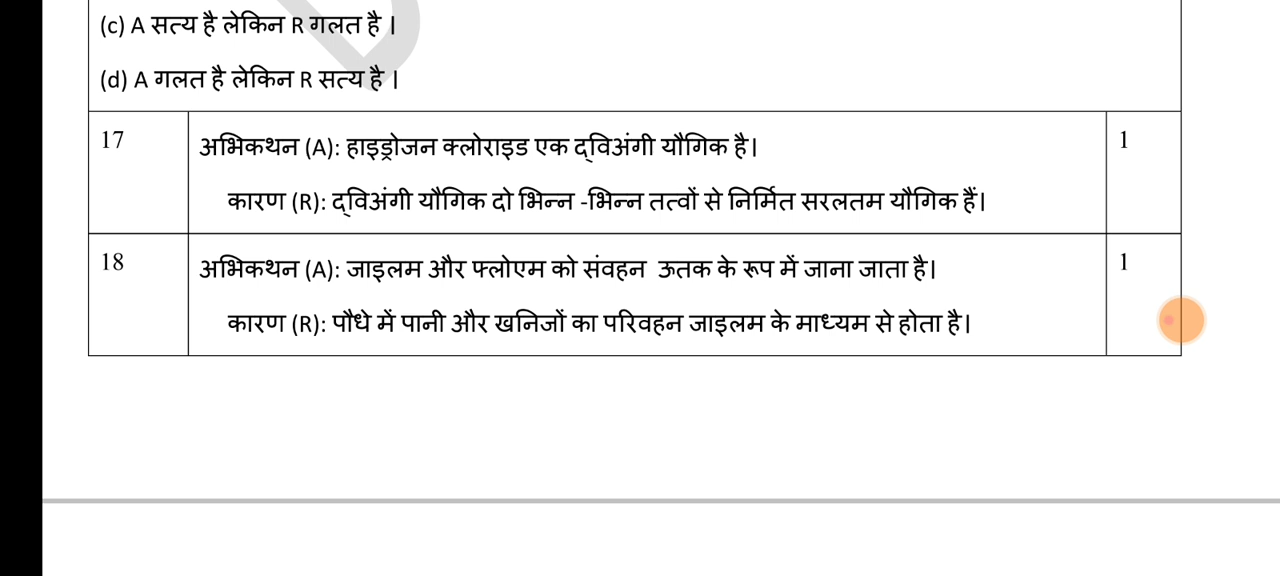 (c) A सत्य है लेकिन R गलत है ।
(d) A गलत है लेकिन R सत्य है ।
17
अभिकथन (A): हाइड्रोजन क्लोराइड एक द्विअंगी यौगिक है।
1
कारण (R): द्विअंगी यौगिक दो भिन्न -भिन्न तत्वों से निर्मित सरलतम यौगिक हैं।
18
अभिकथन (A): जाइलम और फ्लोएम को संवहन ऊतक के रूप में जाना जाता है।
1
कारण (R): पौधे में पानी और खनिजों का परिवहन जाइलम के माध्यम से होता है।